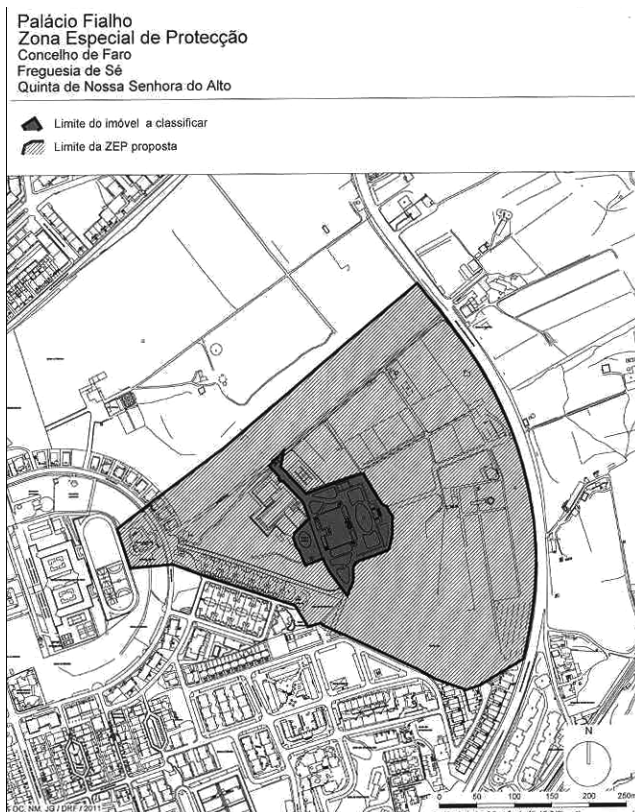 Palácio Fialho
Zona Especial de Protecção
Concelho de Faro
Freguesia de Sé
Quinta de Nossa Senhora do Alto
Limite do imóvel a classificar
Limite da ZEP proposta
N
0 50 100 150 200 250m
DC, NM, JG / DRF / 2011